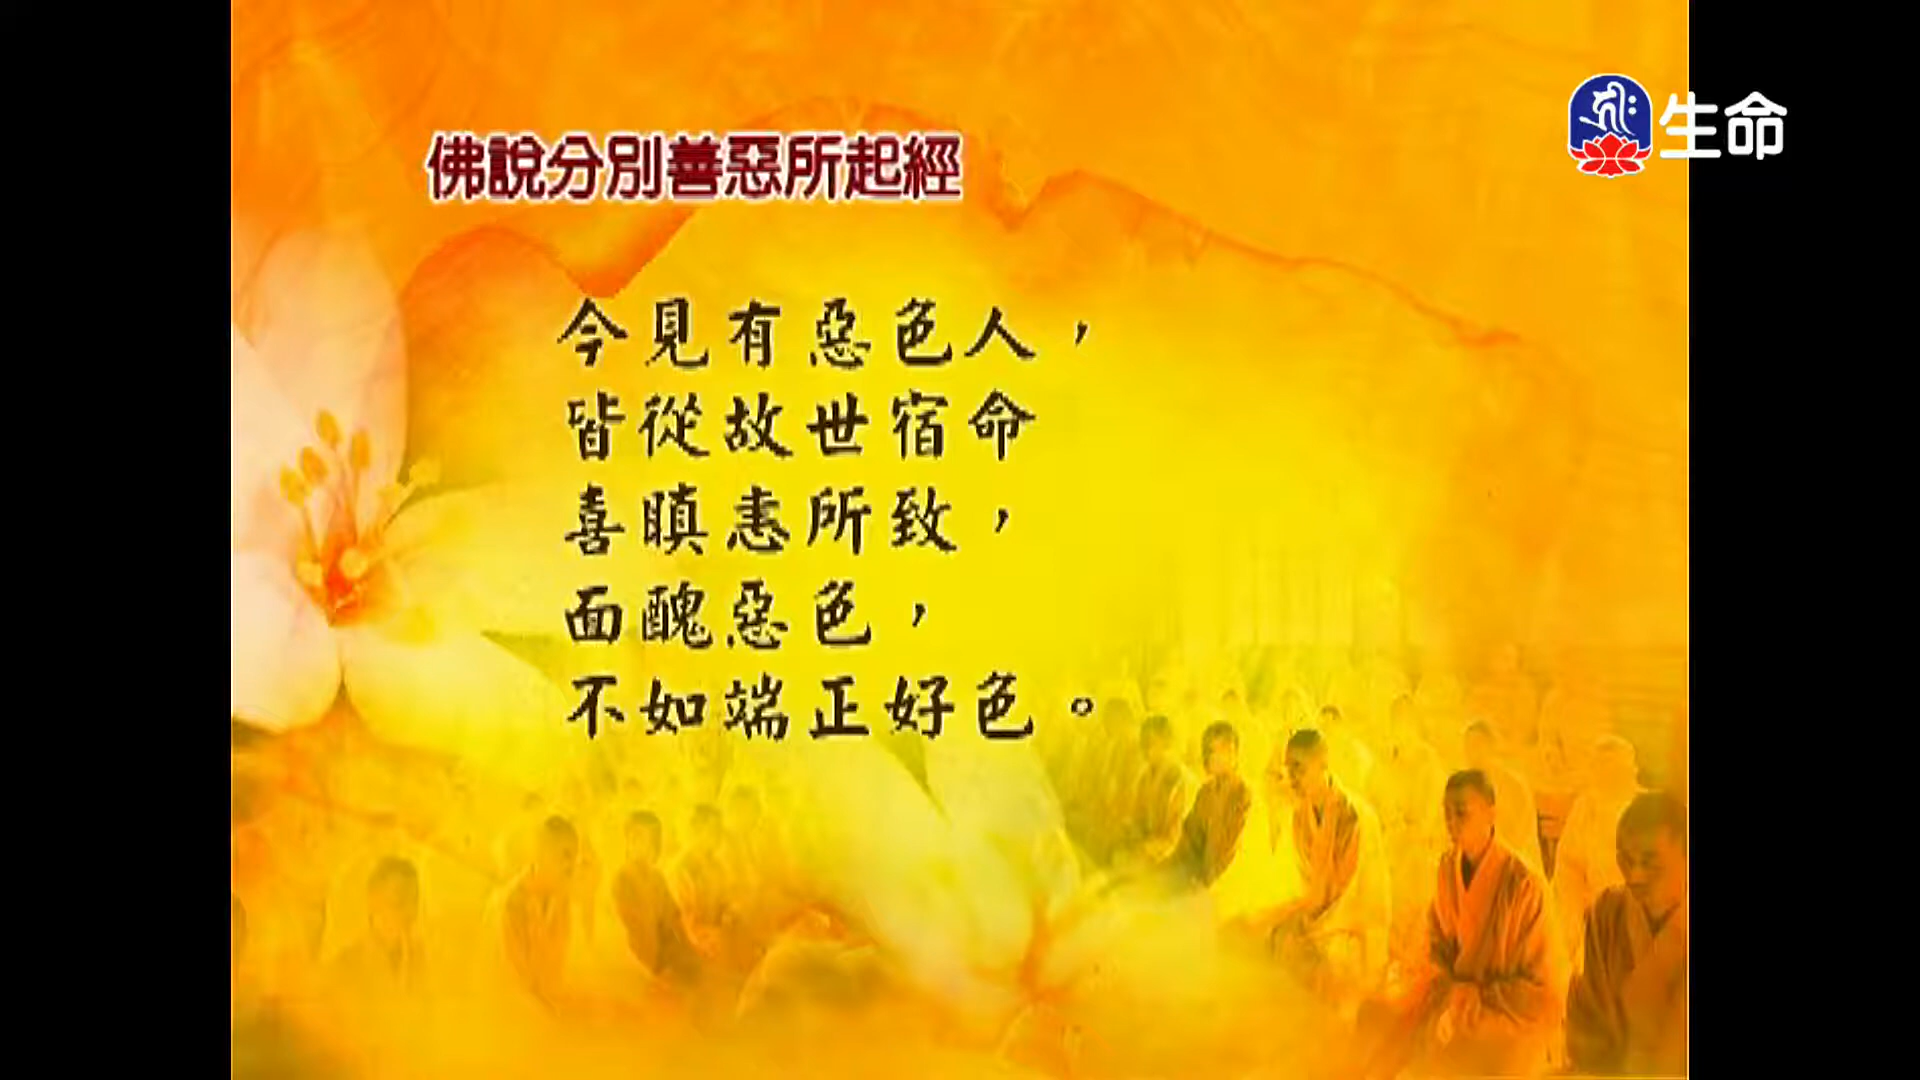 佛說分別善惡所起經
生命
今見有惡色人，
皆從故世宿命
喜瞋恚所致，
面醜惡色，
不如端正好色。